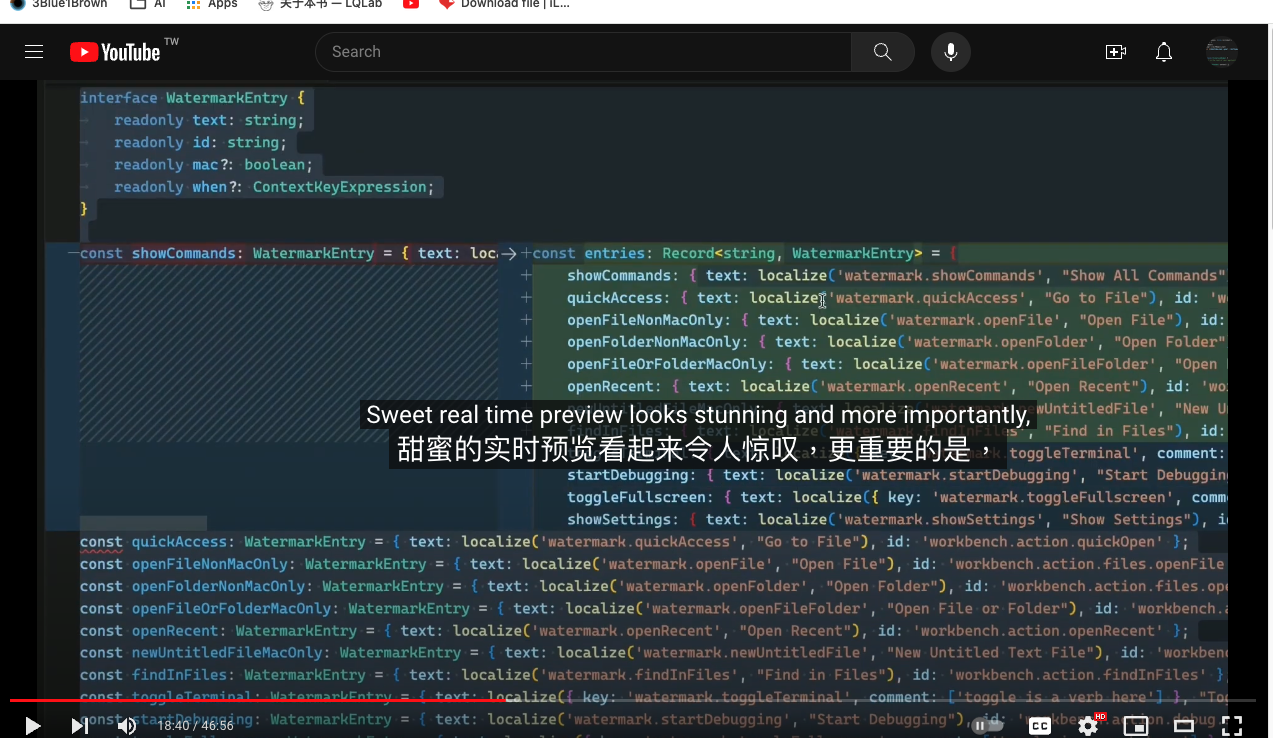 3Blue1Brown AI Apps 关于本书 — LQLab Download file | iL...
YouTube TW
Search
interface WatermarkEntry {
readonly text: string;
readonly id: string;
readonly mac?: boolean;
readonly when?: ContextKeyExpression;
}
const showCommands: WatermarkEntry = { text: loc
const entries: Record<string, WatermarkEntry> = {
showCommands: { text: localize('watermark.showCommands', "Show All Commands"
quickAccess: { text: localize('watermark.quickAccess', "Go to File"), id: 'w
openFileNonMacOnly: { text: localize('watermark.openFile', "Open File"), id:
openFolderNonMacOnly: { text: localize('watermark.openFolder', "Open Folder"
openFileOrFolderMacOnly: { text: localize('watermark.openFileFolder', "Open
openRecent: { text: localize('watermark.openRecent', "Open Recent"), id: 'wo
Sweet real time preview looks stunning and more importantly,
wUntitledFile', "New U
findInFiles: { text: localize('watermark.findInFiles', "Find in Files"), id:
甜蜜的实时预览看起来令人惊叹，更重要的是，
toggleTerminal', comment:
startDebugging: { text: localize('watermark.startDebugging', "Start Debuggin
toggleFullscreen: { text: localize({ key: 'watermark.toggleFullscreen', comm
showSettings: { text: localize('watermark.showSettings', "Show Settings"), i
const quickAccess: WatermarkEntry = { text: localize('watermark.quickAccess', "Go to File"), id: 'workbench.action.quickOpen' };
const openFileNonMacOnly: WatermarkEntry = { text: localize('watermark.openFile', "Open File"), id: 'workbench.action.files.openFile
const openFolderNonMacOnly: WatermarkEntry = { text: localize('watermark.openFolder', "Open Folder"), id: 'workbench.action.files.ope
const openFileOrFolderMacOnly: WatermarkEntry = { text: localize('watermark.openFileFolder', "Open File or Folder"), id: 'workbench.a
const openRecent: WatermarkEntry = { text: localize('watermark.openRecent', "Open Recent"), id: 'workbench.action.openRecent' };
const newUntitledFileMacOnly: WatermarkEntry = { text: localize('watermark.newUntitledFile', "New Untitled Text File"), id: 'workbenc
const findInFiles: WatermarkEntry = { text: localize('watermark.findInFiles', "Find in Files"), id: 'workbench.action.findInFiles' }
const toggleTerminal: WatermarkEntry = { text: localize({ key: 'watermark.toggleTerminal', comment: ['toggle is a verb here'] }, "Tog
const startDebugging: WatermarkEntry = { text: localize('watermark.startDebugging', "Start Debugging"), id: 'workbench.action.debug.
18:40 / 46:56
CC
HD